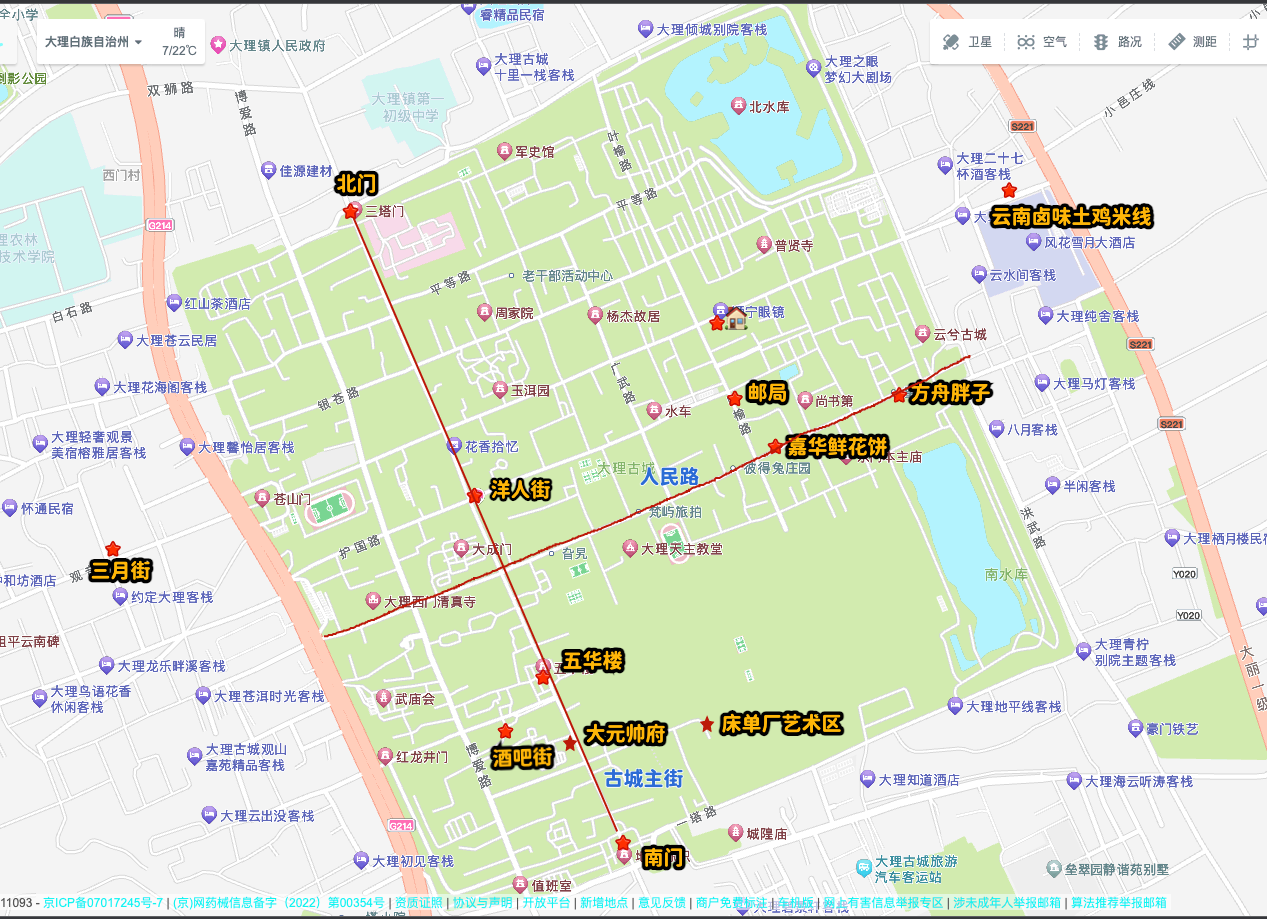 睿精品民宿
大理倾城别院客栈
大理白族自治州
晴
7/22℃
大理镇人民政府
卫星
空气
路况
测距
大理古城
十里一栈客栈
大理之眼
梦幻大剧场
倒影公园
双狮路
博爱路
大理镇第一
初级中学
北水库
小邑庄路
S221
叶榆路
军史馆
佳源建材
西门村
北门
三塔门
平等路
大理二十七
杯酒客栈
云南卤味土鸡米线
风花雪月大酒店
G214
理农林
技术学院
普贤寺
平等路
老干部活动中心
云水间客栈
白石路
红山茶酒店
周家院
杨杰故居
宁眼镜
大理纯舍客栈
大理苍云民居
云兮古城
S221
大理花海阁客栈
银苍路
玉洱园
广武路
水车
邮局
榆路
尚书第
方舟胖子
大理马灯客栈
S221
大理轻奢观景
美宿榕雅居客栈
大理馨怡居客栈
花香拾忆
嘉华鲜花饼
本主庙
八月客栈
大理古城
人民路
彼得兔庄园
怀通民宿
苍山门
洋人街
梵屿旅拍
半闲客栈
洪武路
护国路
大成门
旮旯
大理天主教堂
大理栖月楼民宿
三月街
中和坊酒店
约定大理客栈
大理西门清真寺
南水库
Y020
Y020
祖平云南碑
大理龙乐畔溪客栈
五华楼
大理青柠
别院主题客栈
大理鸟语花香
休闲客栈
大理苍洱时光客栈
武庙会
大理地平线客栈
大丽一级
大理古城观山
嘉苑精品客栈
红龙井门
博爱路
酒吧街
大元帅府
床单厂艺术区
豪门铁艺
古城主街
大理知道酒店
大理海云听涛客栈
大理云出没客栈
G214
一塔路
城隍庙
大理初见客栈
南门
大理古城旅游
汽车客运站
垒翠园静谐苑别墅
值班室
11093 - 京ICP备07017245号-7 | (京)网药械信息备字（2022）第00354号 | 资质证照 | 协议与声明 | 开放平台 | 新增地点 | 意见反馈 | 商户免费标注 | 车机版 | 网上有害信息举报专区 | 涉未成年人举报邮箱 | 算法推荐举报邮箱